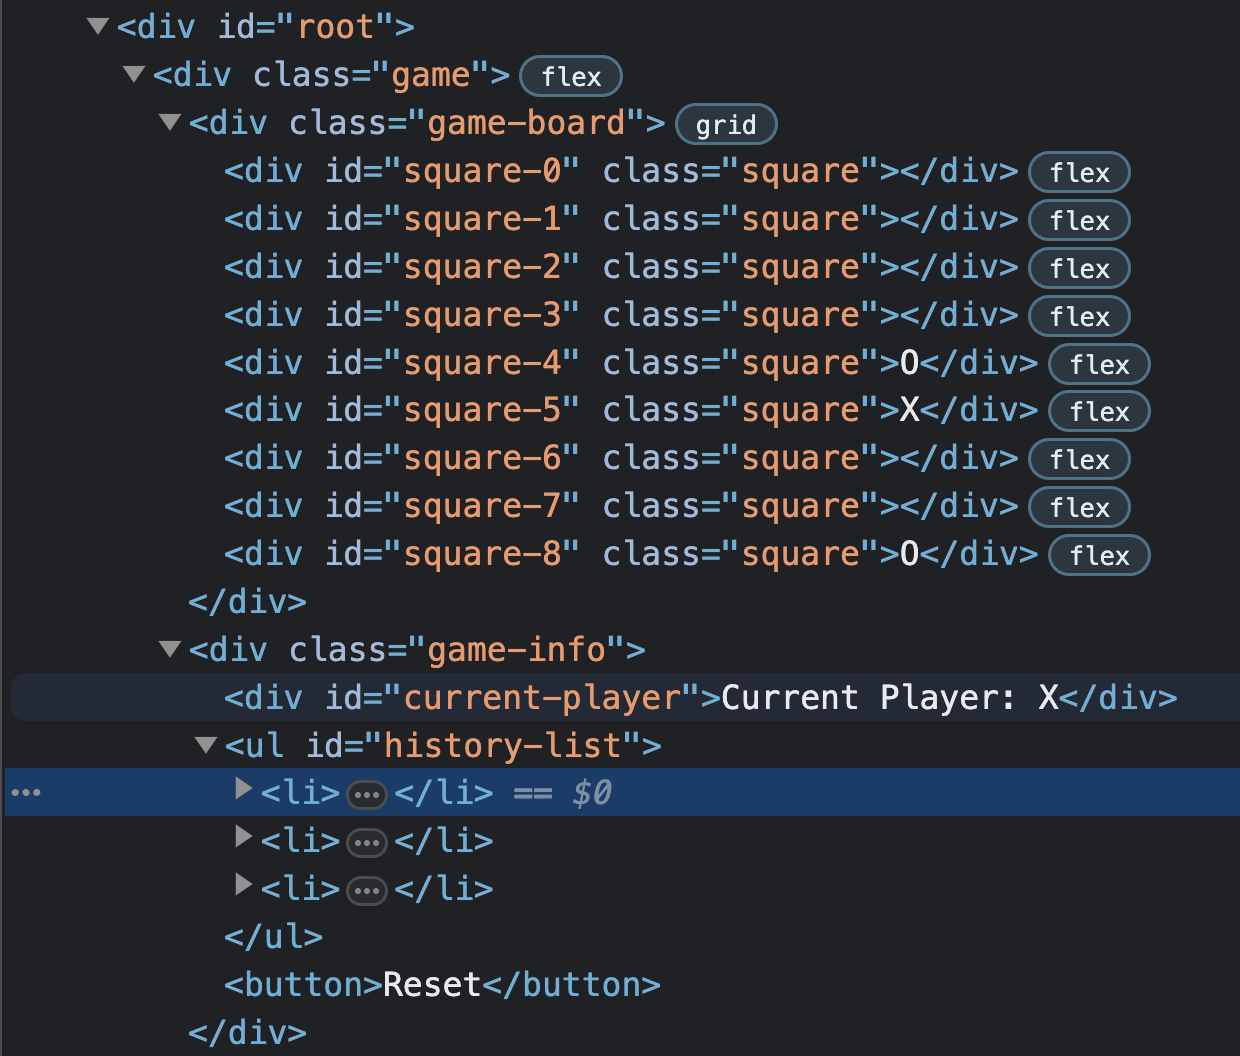 <div id="root">
<div class="game"> flex
<div class="game-board"> grid
<div id="square-0" class="square"></div> flex
<div id="square-1" class="square"></div> flex
<div id="square-2" class="square"></div> flex
<div id="square-3" class="square"></div> flex
<div id="square-4" class="square">O</div> flex
<div id="square-5" class="square">X</div> flex
<div id="square-6" class="square"></div> flex
<div id="square-7" class="square"></div> flex
<div id="square-8" class="square">O</div> flex
</div>
<div class="game-info">
<div id="current-player">Current Player: X</div>
<ul id="history-list">
<li>…</li> == $0
<li>…</li>
<li>…</li>
</ul>
<button>Reset</button>
</div>